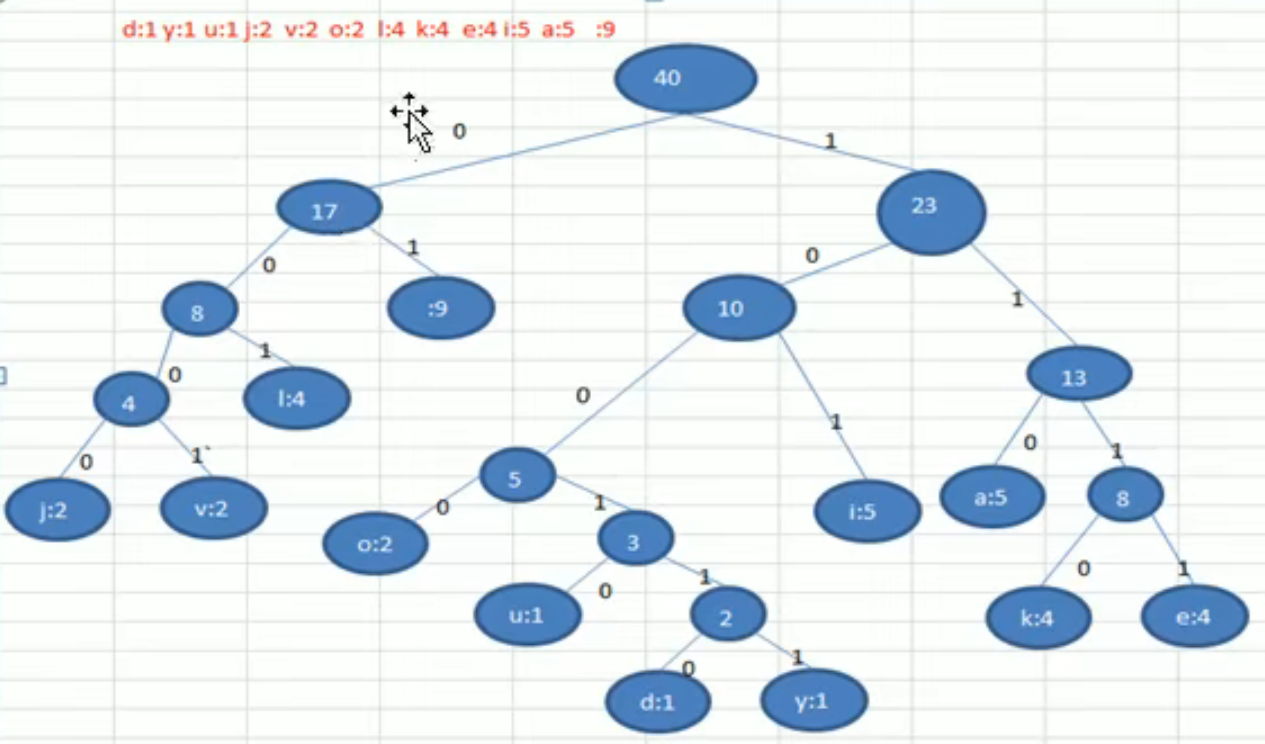 d:1 y:1 u:1 j:2 v:2 o:2 l:4 k:4 e:4 i:5 a:5 :9
40
0 1
17 23
0 1 0 1
8 :9 10
0 1 0 1 13
4 l:4
0 1` 0 1
j:2 v:2 5 i:5 a:5 8
0 1 0 1
o:2 3
0 1
u:1 2 k:4 e:4
0 1
d:1 y:1